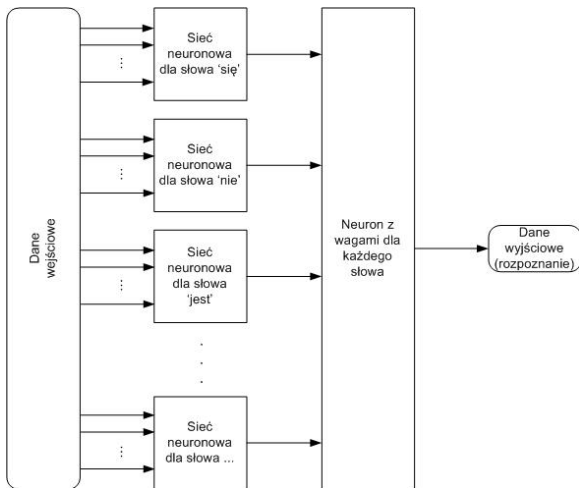 Dane
wejściowe
Sieć
neuronowa
dla słowa 'się'
Sieć
neuronowa
dla słowa 'nie'
Sieć
neuronowa
dla słowa
'jest'
Sieć
neuronowa
dla słowa ...
Neuron z
wagami dla
każdego
słowa
Dane
wyjściowe
(rozpoznanie)